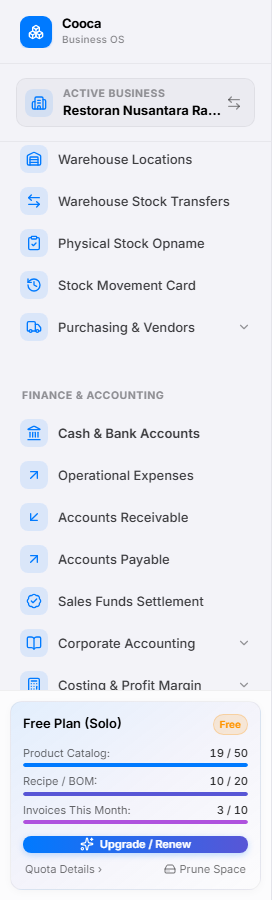 Cooca
Business OS
ACTIVE BUSINESS
Restoran Nusantara Ra...
Warehouse Locations
Warehouse Stock Transfers
Physical Stock Opname
Stock Movement Card
Purchasing & Vendors
FINANCE & ACCOUNTING
Cash & Bank Accounts
Operational Expenses
Accounts Receivable
Accounts Payable
Sales Funds Settlement
Corporate Accounting
Costing & Profit Margin
Free Plan (Solo) Free
Product Catalog: 19 / 50
Recipe / BOM: 10 / 20
Invoices This Month: 3 / 10
Upgrade / Renew
Quota Details › Prune Space